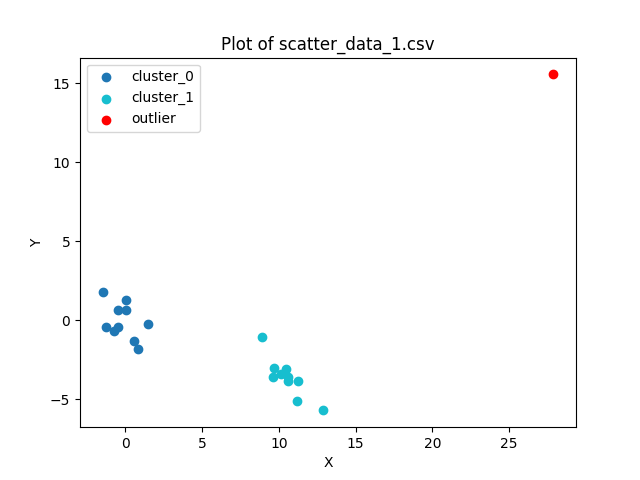 Plot of scatter_data_1.csv
cluster_0
cluster_1
outlier
15
10
5
0
−5
Y
0 5 10 15 20 25
X